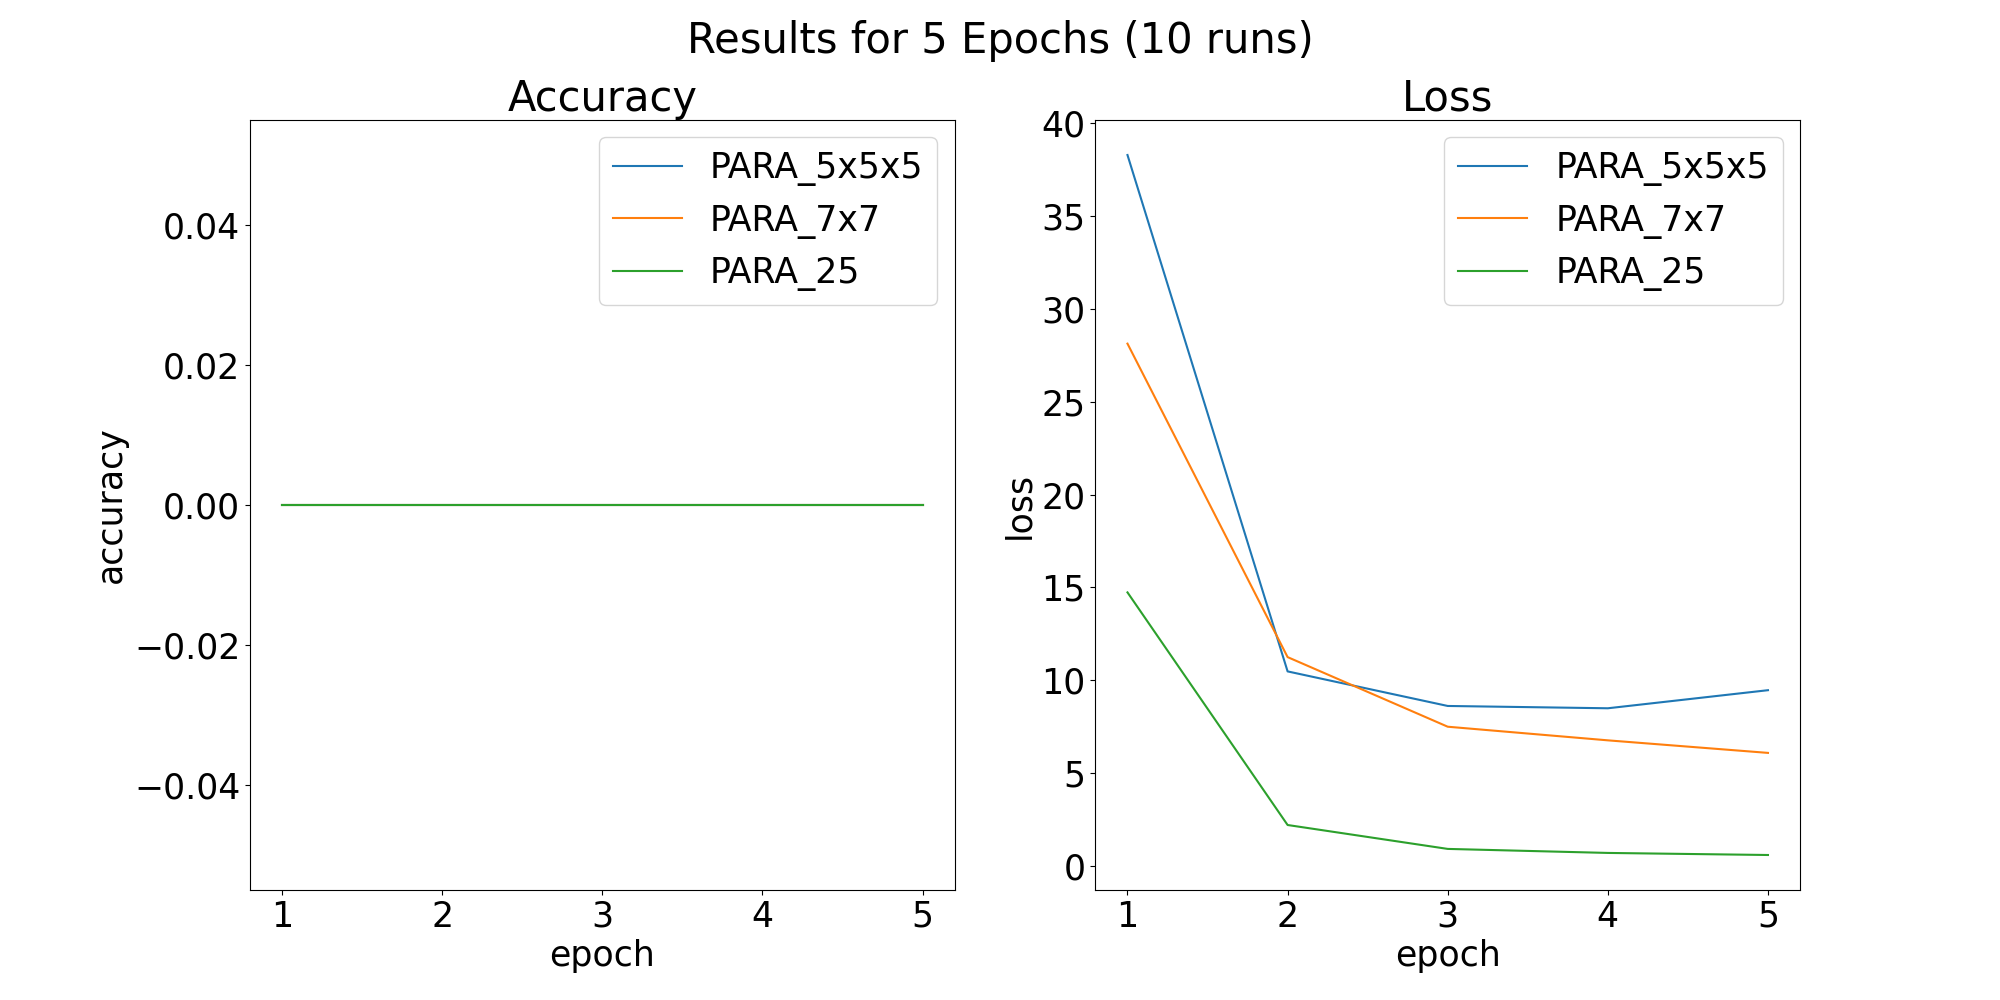 Results for 5 Epochs (10 runs)
Accuracy
PARA_5x5x5
PARA_7x7
PARA_25
0.04
0.02
0.00
−0.02
−0.04
accuracy
1 2 3 4 5
epoch
Loss
PARA_5x5x5
PARA_7x7
PARA_25
40
35
30
25
20
15
10
5
0
loss
1 2 3 4 5
epoch